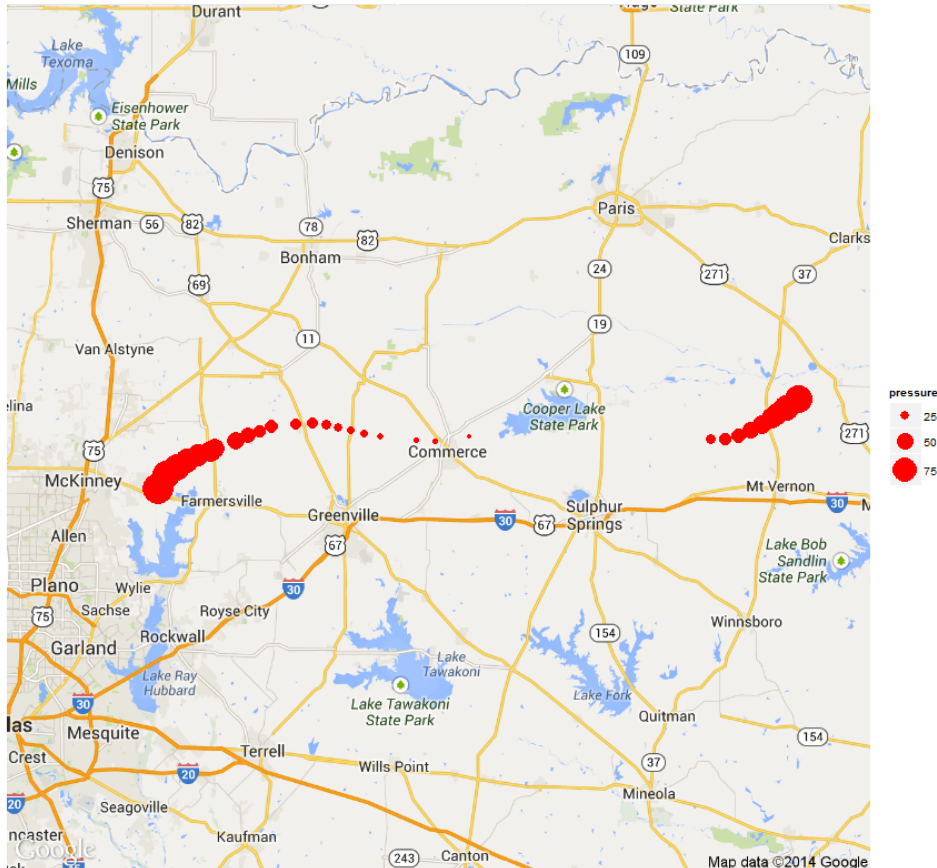 Durant
State Park
109
Lake
Texoma
Mills
Eisenhower
State Park
Denison
75
Paris
Sherman
56
82
78
82
Clarks
Bonham
24
271
37
69
19
11
Van Alstyne
elina
Cooper Lake
State Park
271
75
Commerce
McKinney
Farmersville
Mt Vernon
30
Greenville
30
67
Sulphur
Springs
Allen
67
Lake Bob
Sandlin
State Park
Plano
Wylie
30
75
Sachse
Royse City
Winnsboro
Garland
Rockwall
154
Lake Ray
Hubbard
Lake
Tawakoni
Lake Fork
30
Lake Tawakoni
State Park
Quitman
las
Mesquite
154
Terrell
Crest
20
Wills Point
37
20
Mineola
Seagoville
ncaster
Kaufman
Google
243
Canton
Map data ©2014 Google
pressure
25
50
75